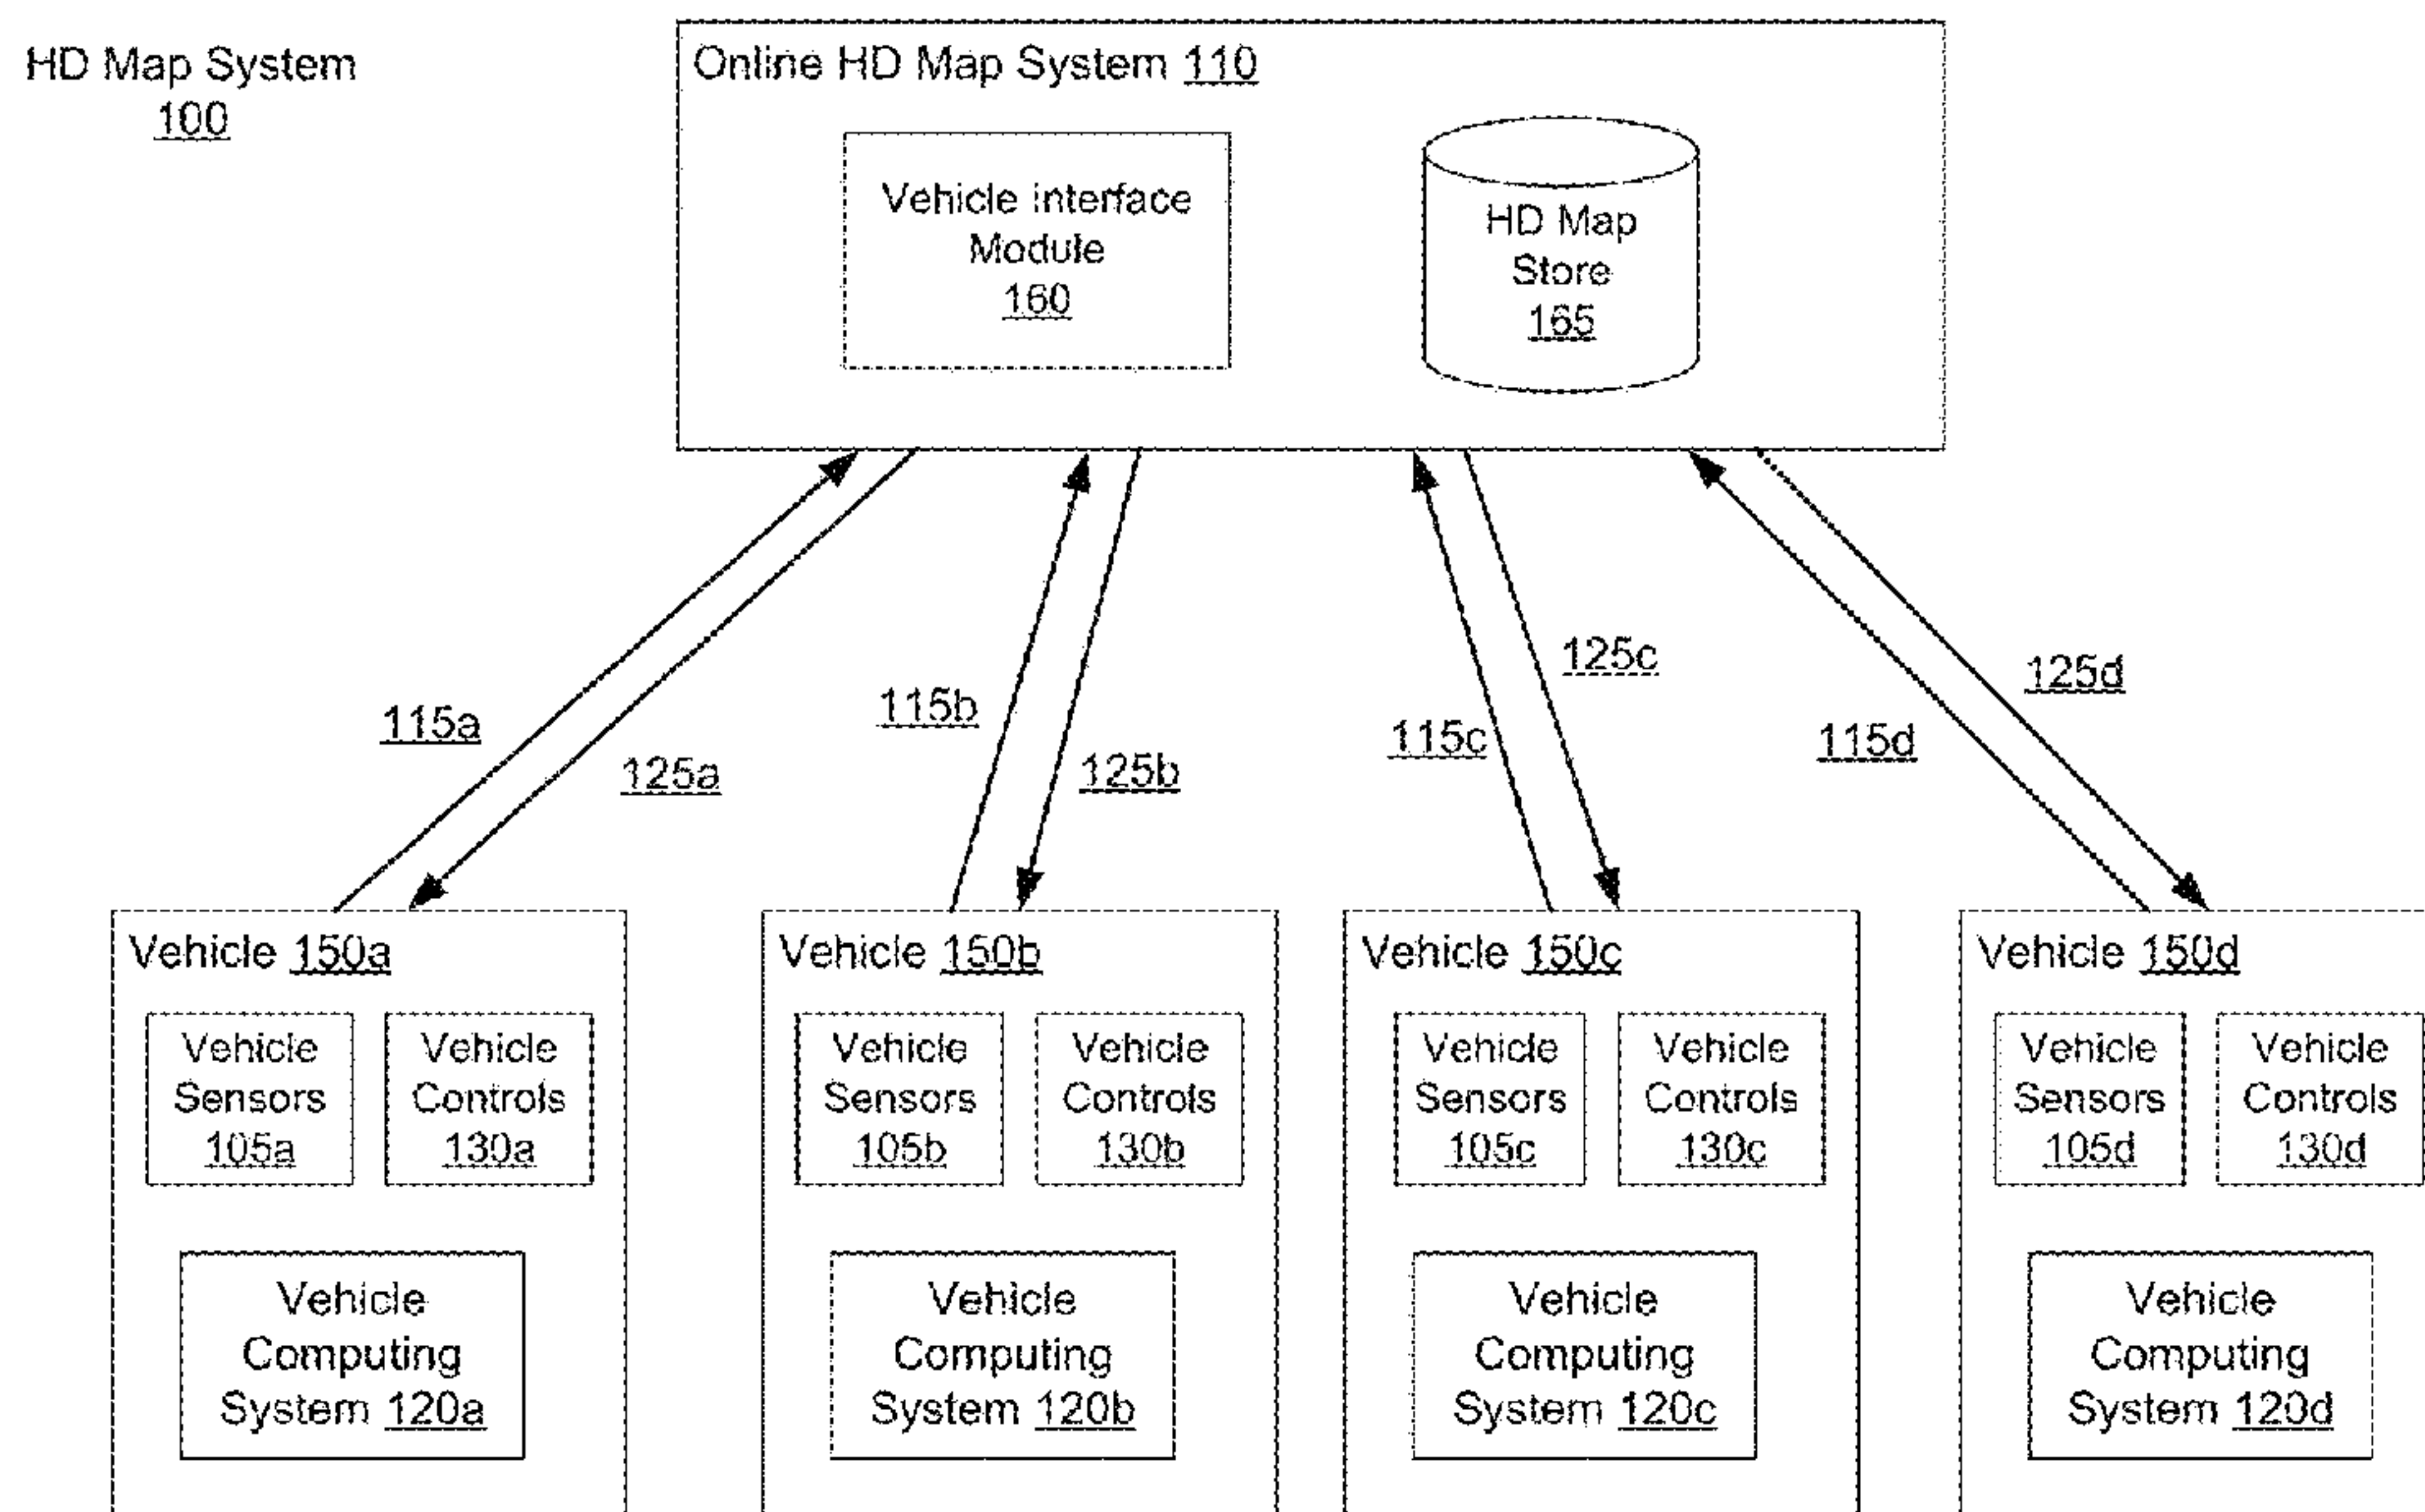 HD Map System
100
Online HD Map System 110
Vehicle Interface
Module
160
HD Map
Store
165
115a
125a
115b
125b
115c
125c
115d
125d
Vehicle 150a
Vehicle
Sensors
105a
Vehicle
Controls
130a
Vehicle
Computing
System 120a
Vehicle 150b
Vehicle
Sensors
105b
Vehicle
Controls
130b
Vehicle
Computing
System 120b
Vehicle 150c
Vehicle
Sensors
105c
Vehicle
Controls
130c
Vehicle
Computing
System 120c
Vehicle 150d
Vehicle
Sensors
105d
Vehicle
Controls
130d
Vehicle
Computing
System 120d